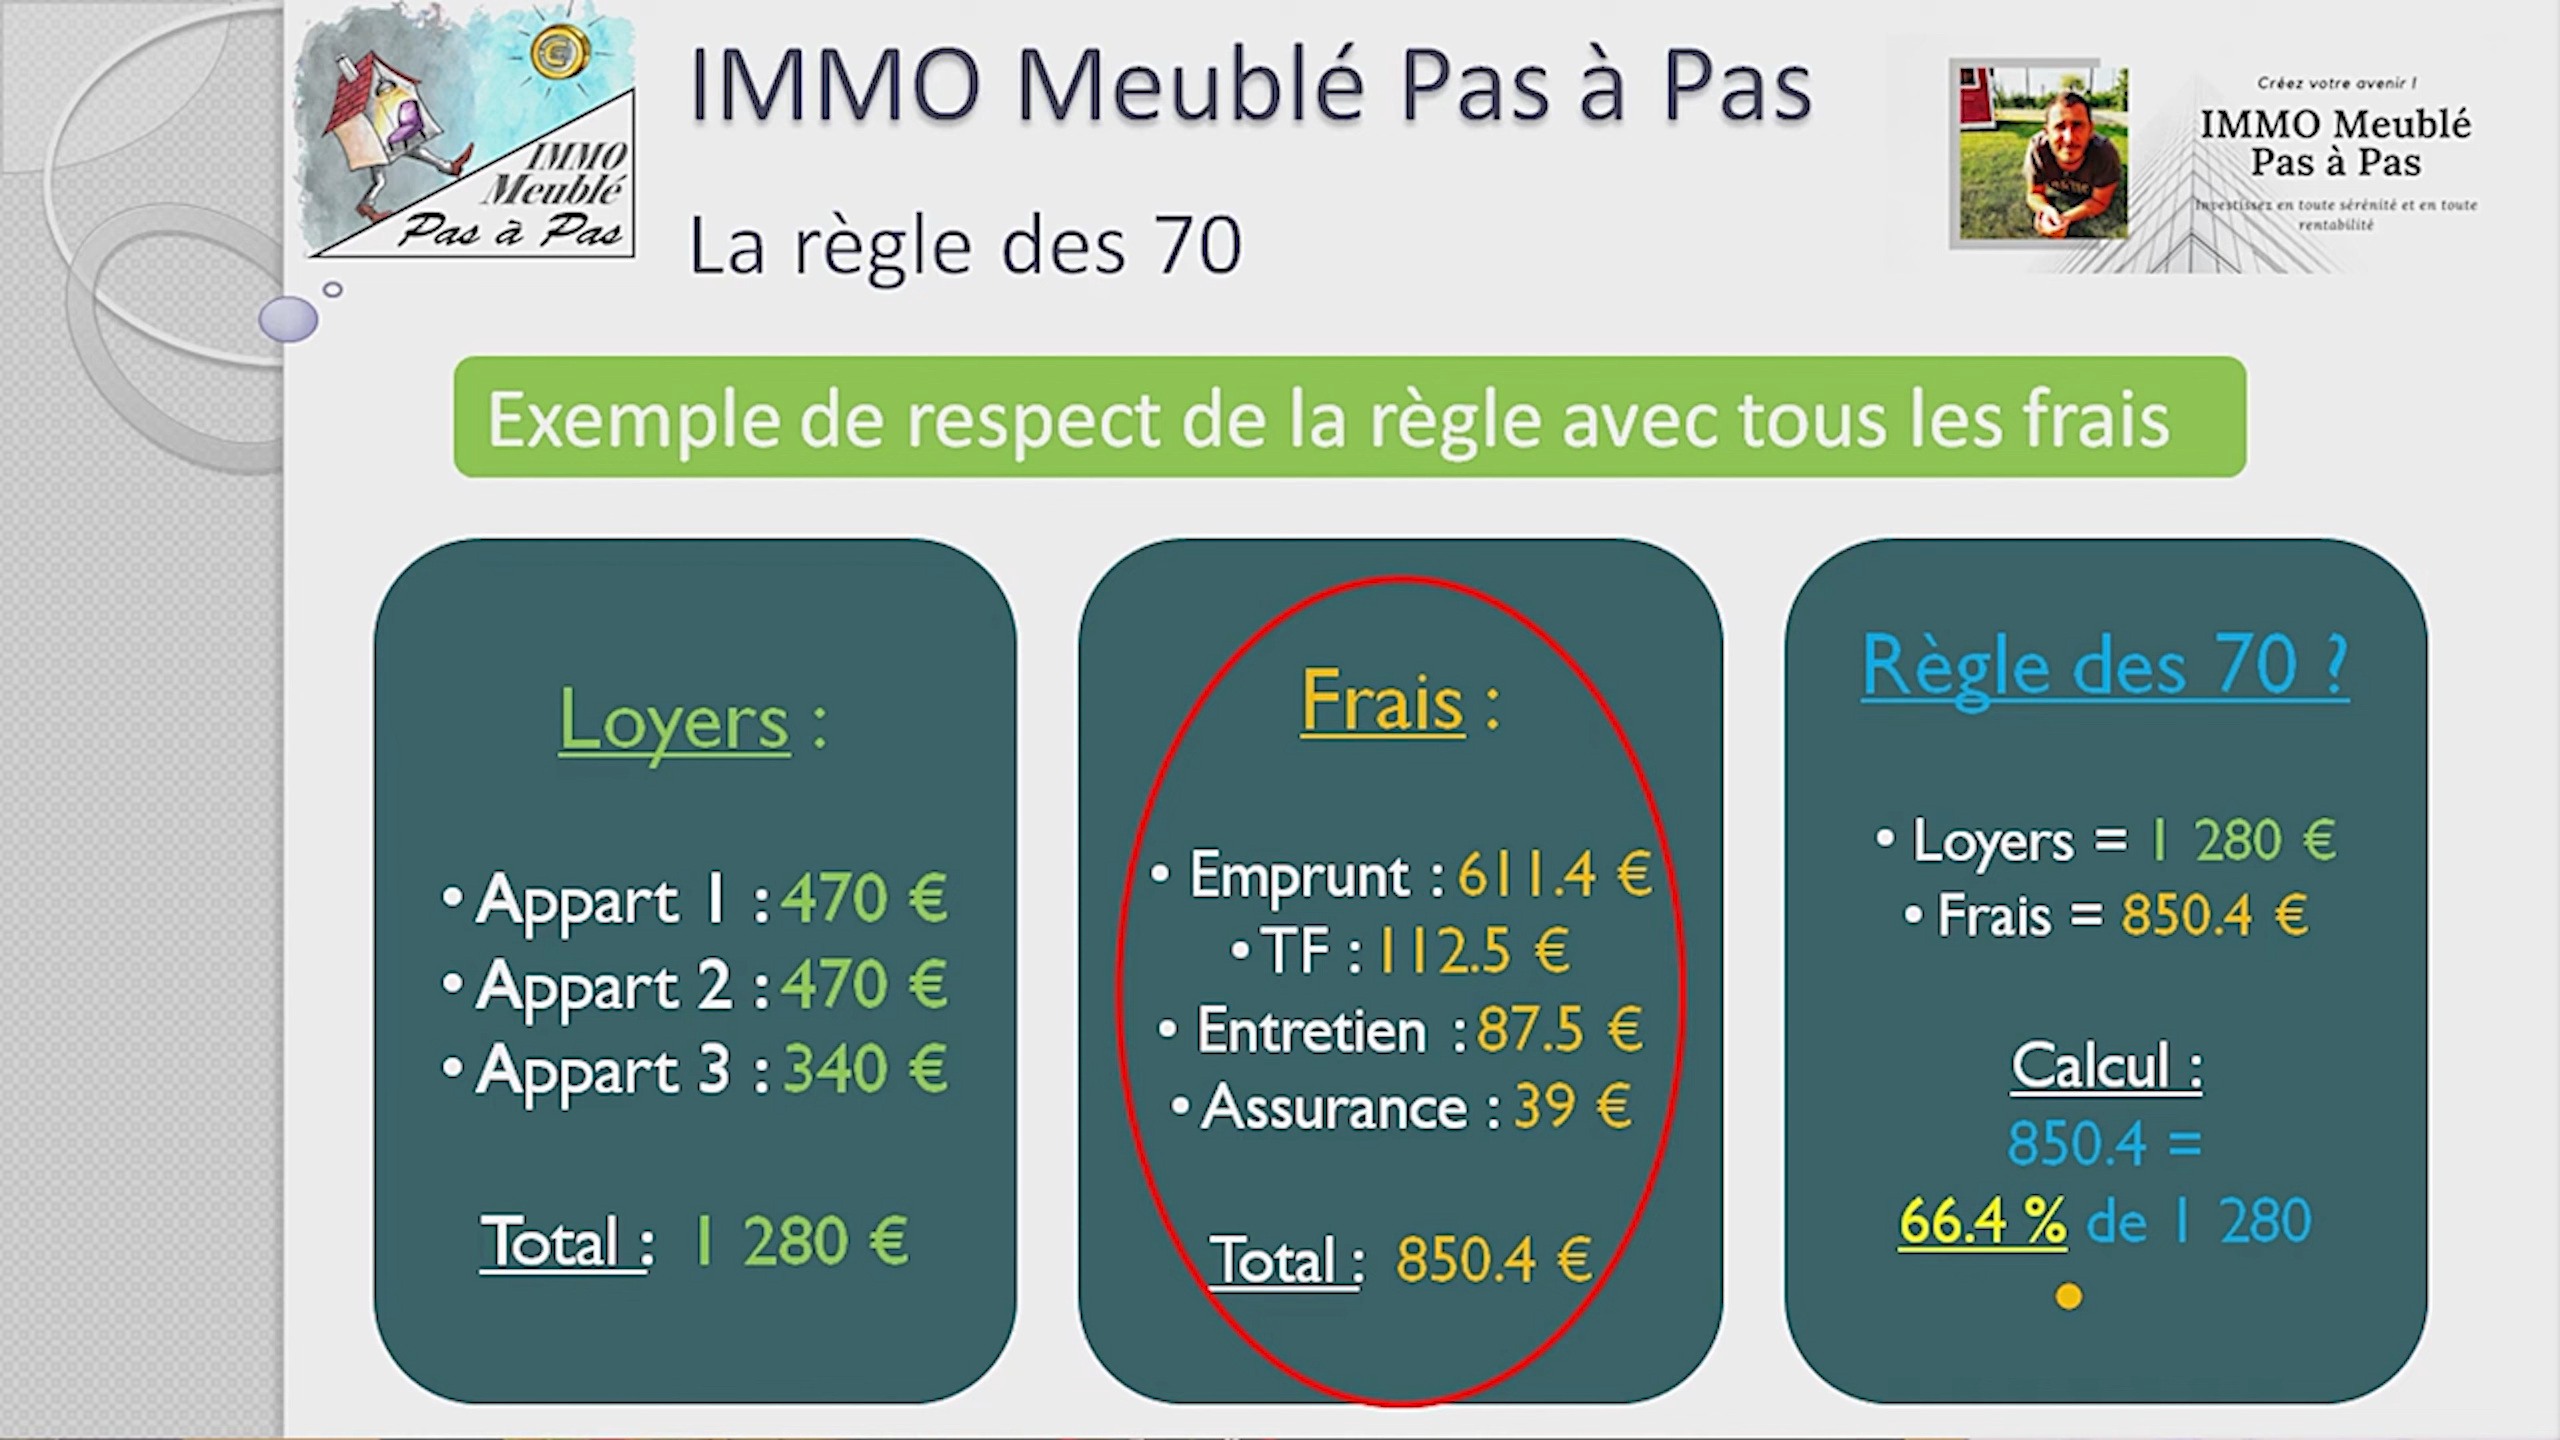 IMMO
Meublé
Pas à Pas
IMMO Meublé Pas à Pas
La règle des 70
Créez votre avenir !
IMMO Meublé
Pas à Pas
Investissez en toute sérénité et en toute
rentabilité
Exemple de respect de la règle avec tous les frais
Loyers :
• Appart 1 : 470 €
• Appart 2 : 470 €
• Appart 3 : 340 €
Total : 1 280 €
Frais :
• Emprunt : 611.4 €
• TF : 112.5 €
• Entretien : 87.5 €
• Assurance : 39 €
Total : 850.4 €
Règle des 70 ?
• Loyers = 1 280 €
• Frais = 850.4 €
Calcul :
850.4 =
66.4 % de 1 280